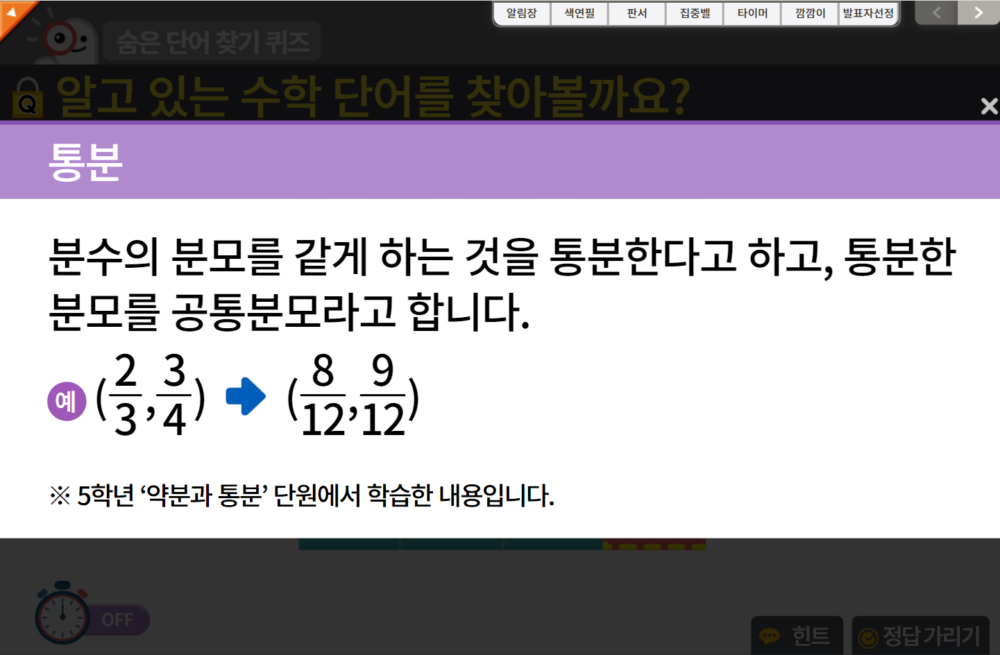 알림장 색연필 판서 집중벨 타이머 깜깜이 발표자선정
숨은 단어 찾기 퀴즈
Q 알고 있는 수학 단어를 찾아볼까요?
통분
분수의 분모를 같게 하는 것을 통분한다고 하고, 통분한
분모를 공통분모라고 합니다.
예 (2/3, 3/4) (8/12, 9/12)
※ 5학년 ‘약분과 통분’ 단원에서 학습한 내용입니다.
OFF
힌트 정답 가리기